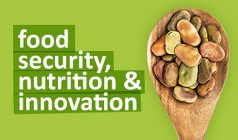 food
security,
nutrition &
innovation